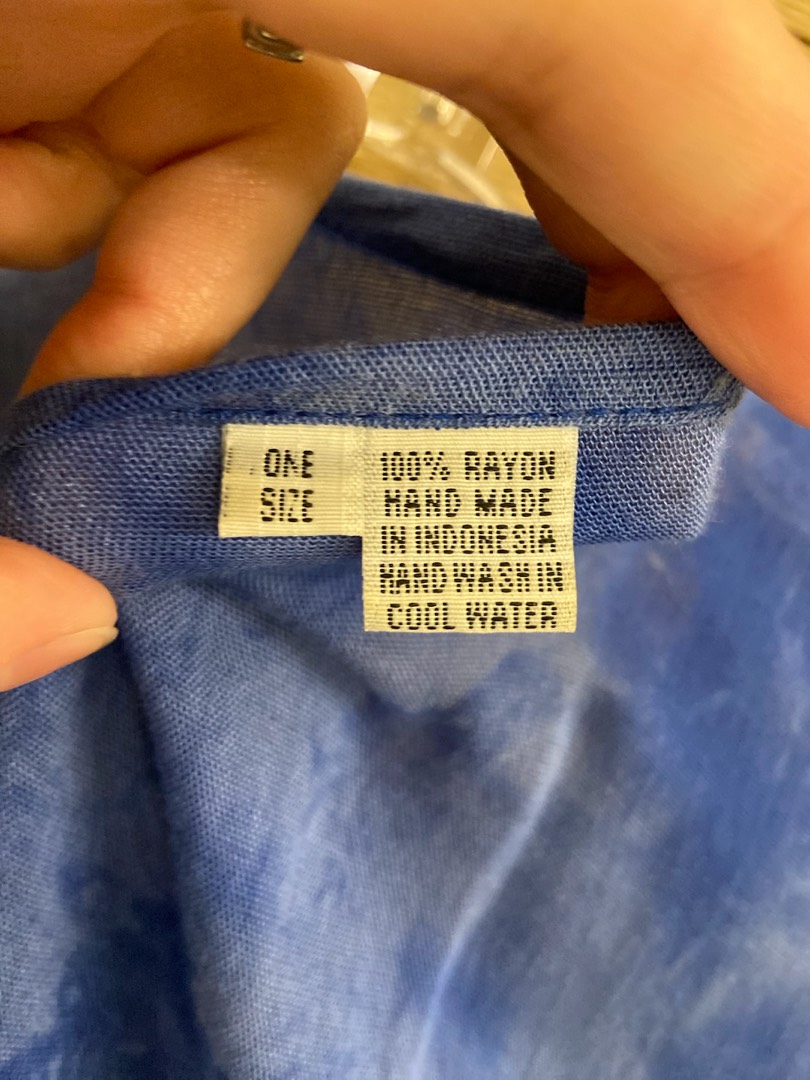 ONE
SIZE
100% RAYON
HAND MADE
IN INDONESIA
HAND WASH IN
COOL WATER